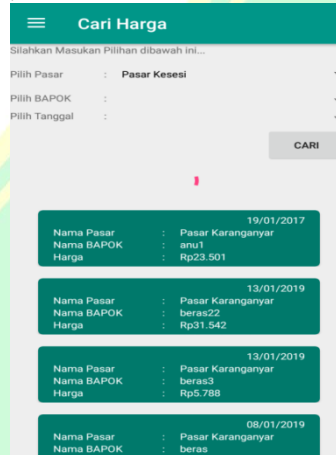 Cari Harga
Silahkan Masukan Pilihan dibawah ini...
Pilih Pasar : Pasar Kesesi
Pilih BAPOK :
Pilih Tanggal :
CARI
19/01/2017
Nama Pasar : Pasar Karanganyar
Nama BAPOK : anu1
Harga : Rp23.501
13/01/2019
Nama Pasar : Pasar Karanganyar
Nama BAPOK : beras22
Harga : Rp31.542
13/01/2019
Nama Pasar : Pasar Karanganyar
Nama BAPOK : beras3
Harga : Rp5.788
08/01/2019
Nama Pasar : Pasar Karanganyar
Nama BAPOK : beras